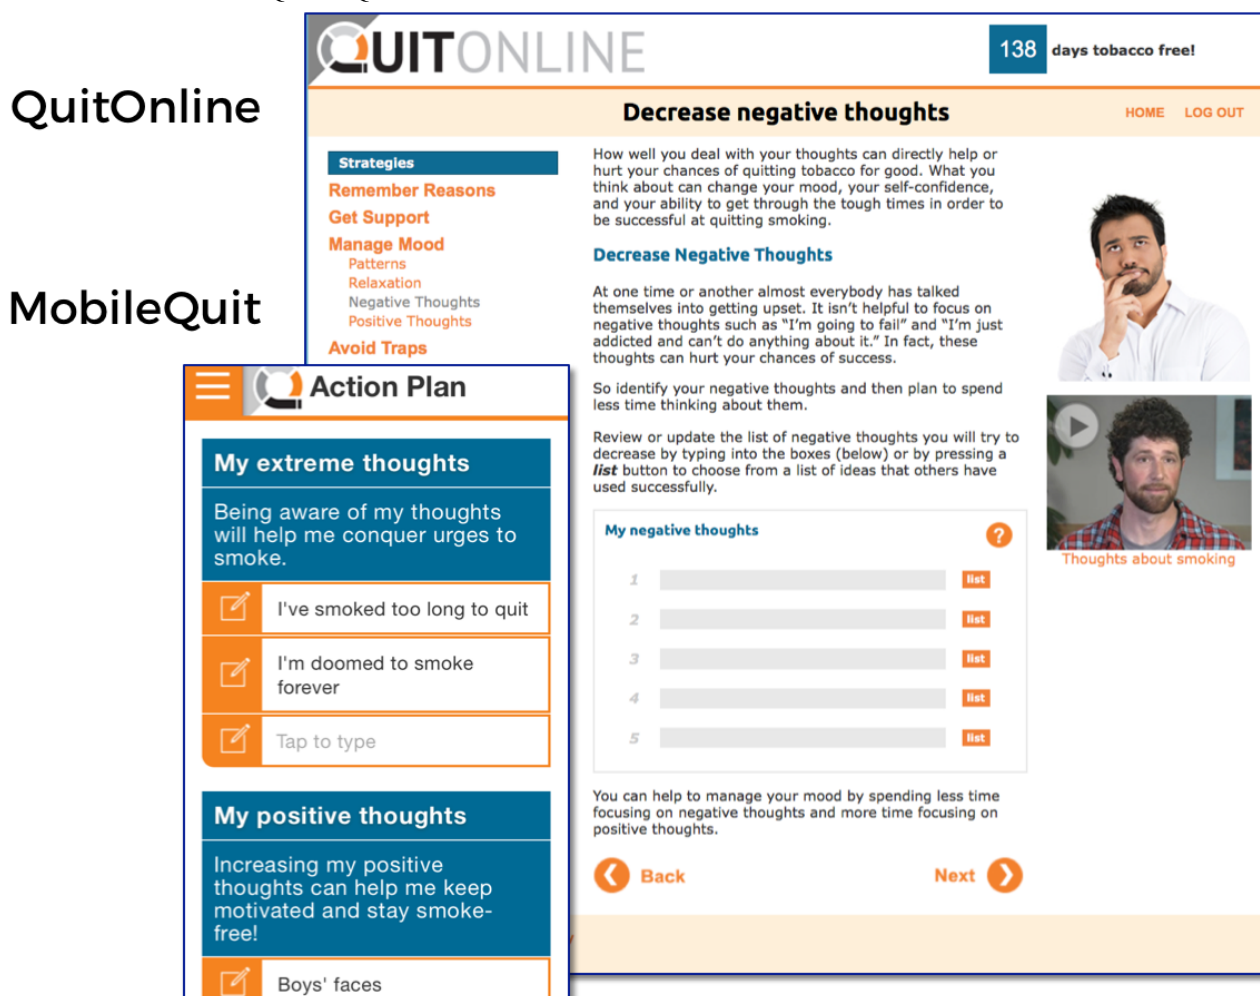 QuitOnline
MobileQuit
QUITONLINE
138 days tobacco free!
Decrease negative thoughts
HOME LOG OUT
Strategies
Remember Reasons
Get Support
Manage Mood
Patterns
Relaxation
Negative Thoughts
Positive Thoughts
Avoid Traps
How well you deal with your thoughts can directly help or
hurt your chances of quitting tobacco for good. What you
think about can change your mood, your self-confidence,
and your ability to get through the tough times in order to
be successful at quitting smoking.
Decrease Negative Thoughts
At one time or another almost everybody has talked
themselves into getting upset. It isn't helpful to focus on
negative thoughts such as "I'm going to fail" and "I'm just
addicted and can't do anything about it." In fact, these
thoughts can hurt your chances of success.
So identify your negative thoughts and then plan to spend
less time thinking about them.
Review or update the list of negative thoughts you will try to
decrease by typing into the boxes (below) or by pressing a
list button to choose from a list of ideas that others have
used successfully.
My negative thoughts ?
1 list
2 list
3 list
4 list
5 list
You can help to manage your mood by spending less time
focusing on negative thoughts and more time focusing on
positive thoughts.
Back Next
Thoughts about smoking
Action Plan
My extreme thoughts
Being aware of my thoughts
will help me conquer urges to
smoke.
I've smoked too long to quit
I'm doomed to smoke
forever
Tap to type
My positive thoughts
Increasing my positive
thoughts can help me keep
motivated and stay smoke-
free!
Boys' faces